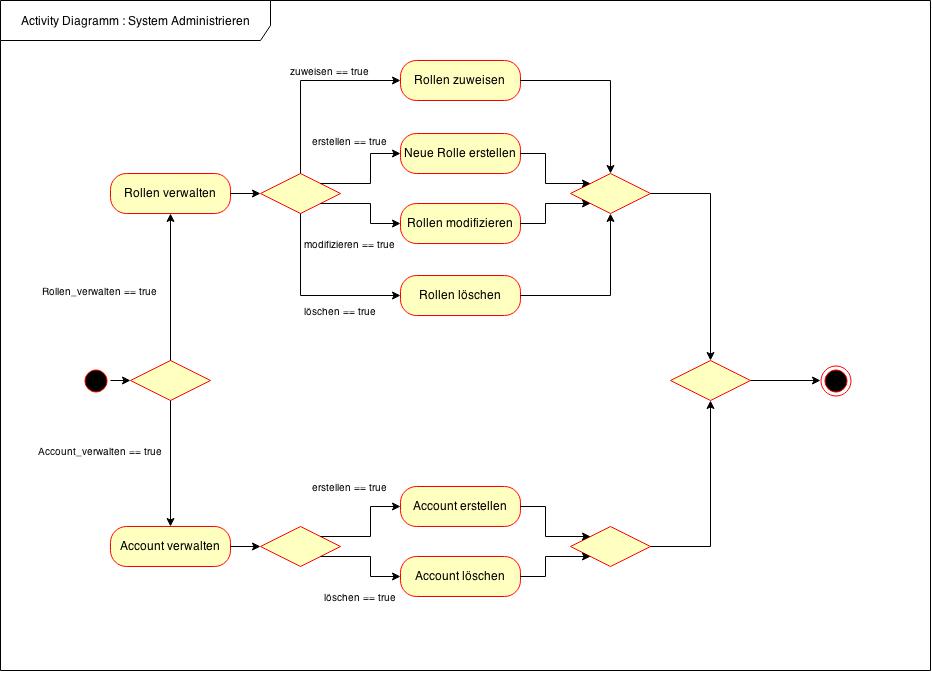 Activity Diagramm : System Administrieren
zuweisen == true
Rollen zuweisen
erstellen == true
Neue Rolle erstellen
Rollen verwalten
Rollen modifizieren
modifizieren == true
Rollen_verwalten == true
Rollen löschen
löschen == true
Account_verwalten == true
erstellen == true
Account erstellen
Account verwalten
Account löschen
löschen == true